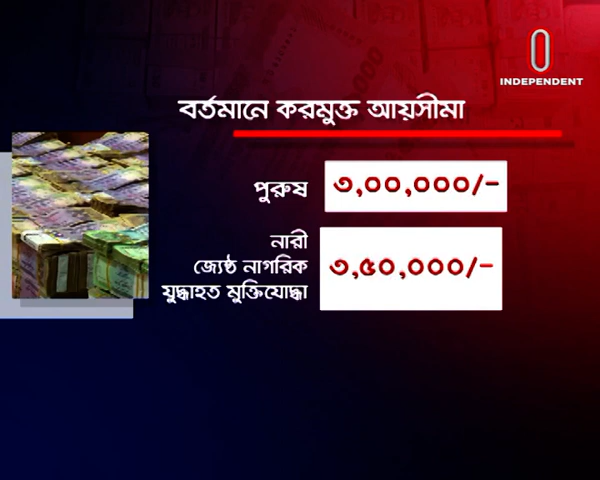 INDEPENDENT
বর্তমানে করমুক্ত আয়সীমা
পুরুষ
৩,০০,০০০/-
নারী
জ্যেষ্ঠ নাগরিক
যুদ্ধাহত মুক্তিযোদ্ধা
৩,৫০,০০০/-